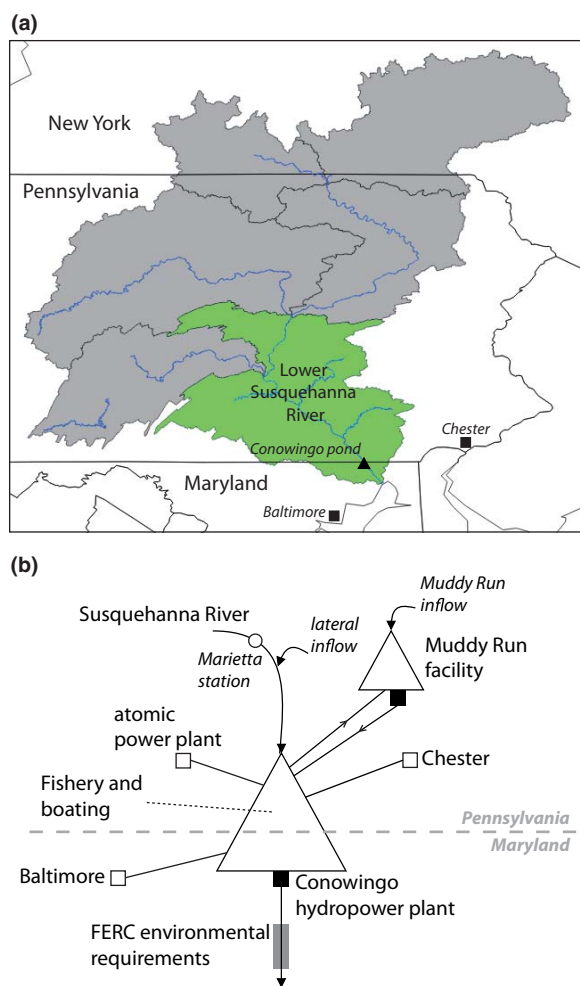 (a)
New York
Pennsylvania
Lower
Susquehanna
River
Conowingo pond
Chester
Maryland
Baltimore
(b)
Muddy Run
inflow
Susquehanna River
lateral
inflow
Marietta
station
Muddy Run
facility
atomic
power plant
Chester
Fishery and
boating
Pennsylvania
Maryland
Baltimore
Conowingo
hydropower plant
FERC environmental
requirements